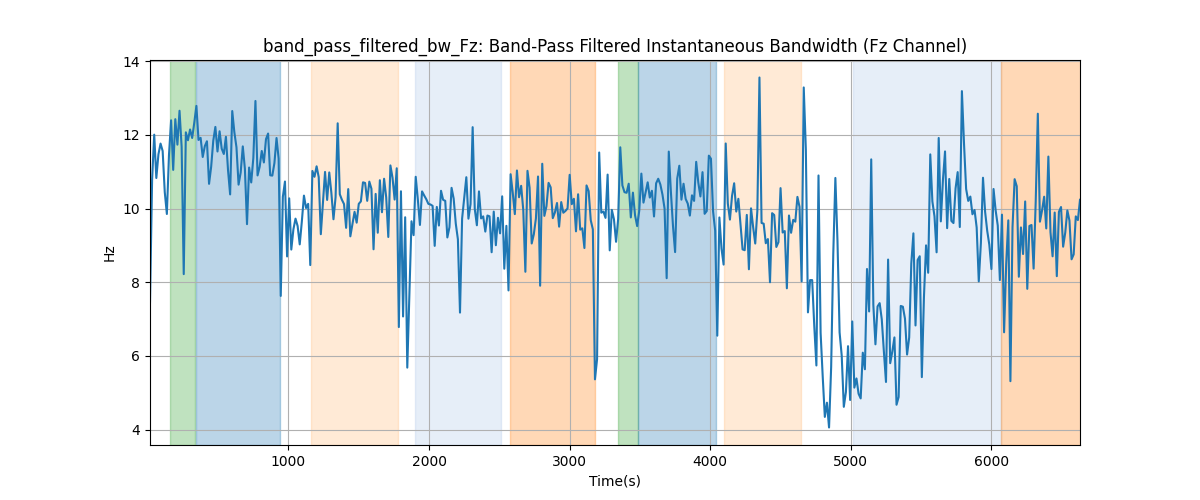 band_pass_filtered_bw_Fz: Band-Pass Filtered Instantaneous Bandwidth (Fz Channel)
14
12
10
8
6
4
Hz
1000 2000 3000 4000 5000 6000
Time(s)